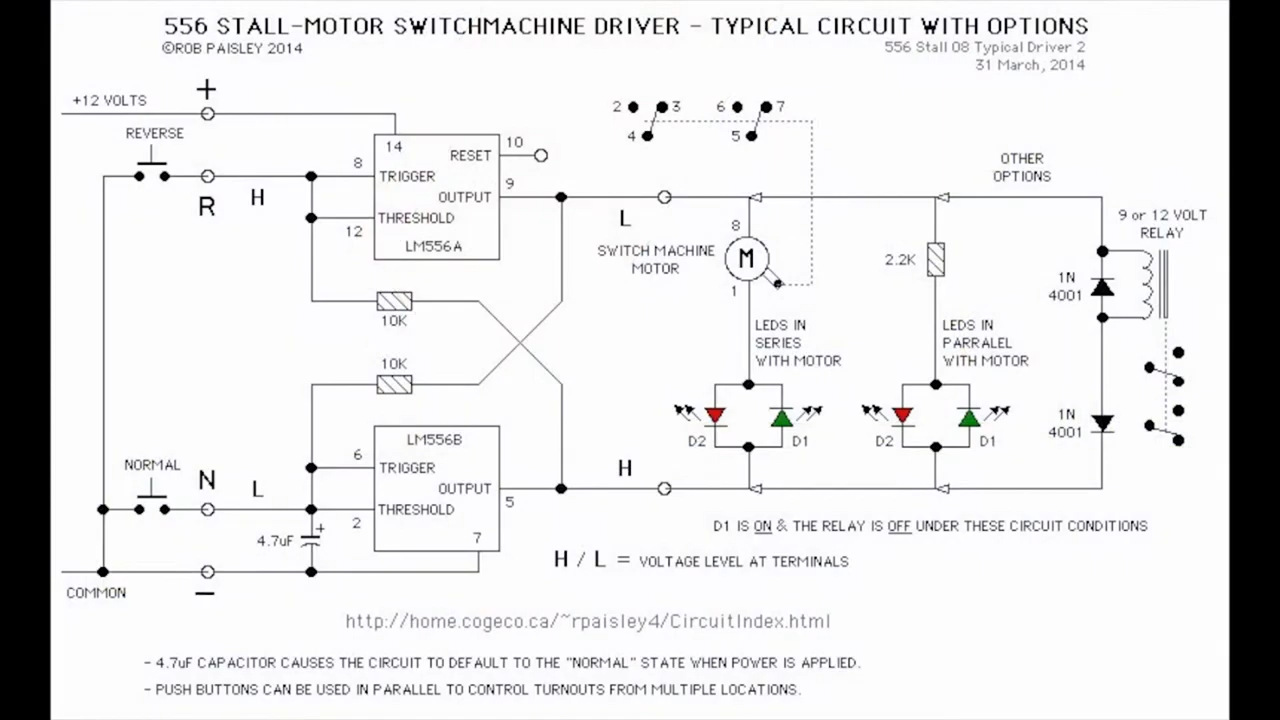 556 STALL-MOTOR SWITCHMACHINE DRIVER - TYPICAL CIRCUIT WITH OPTIONS
©ROB PAISLEY 2014
556 Stall 08 Typical Driver 2
31 March, 2014
+
+12 VOLTS
2
3
6
7
4
5
REVERSE
14
10
RESET
8
TRIGGER
9
OUTPUT
R
H
THRESHOLD
12
LM556A
L
OTHER
OPTIONS
9 or 12 VOLT
RELAY
8
SWITCH MACHINE
MOTOR
M
1
2.2K
1N
4001
10K
LEDS IN
SERIES
WITH MOTOR
LEDS IN
PARRALEL
WITH MOTOR
10K
D2
D1
D2
D1
1N
4001
LM556B
6
TRIGGER
NORMAL
N
L
H
OUTPUT
5
THRESHOLD
2
+
4.7uF
7
D1 IS ON & THE RELAY IS OFF UNDER THESE CIRCUIT CONDITIONS
H / L = VOLTAGE LEVEL AT TERMINALS
COMMON
−
http://home.cogeco.ca/~rpaisley4/CircuitIndex.html
- 4.7uF CAPACITOR CAUSES THE CIRCUIT TO DEFAULT TO THE "NORMAL" STATE WHEN POWER IS APPLIED.
- PUSH BUTTONS CAN BE USED IN PARALLEL TO CONTROL TURNOUTS FROM MULTIPLE LOCATIONS.